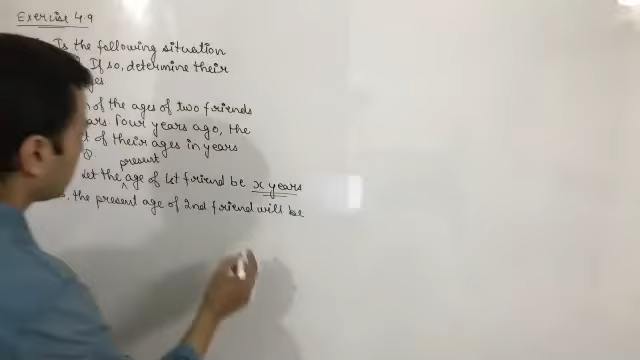 Exercise 4.9
Is the following situation
If so, determine their
ges
of the ages of two friends
ars. Four years ago, the
t of their ages in years
present
Let the ^ age of 1st friend be x years
the present age of 2nd friend will be